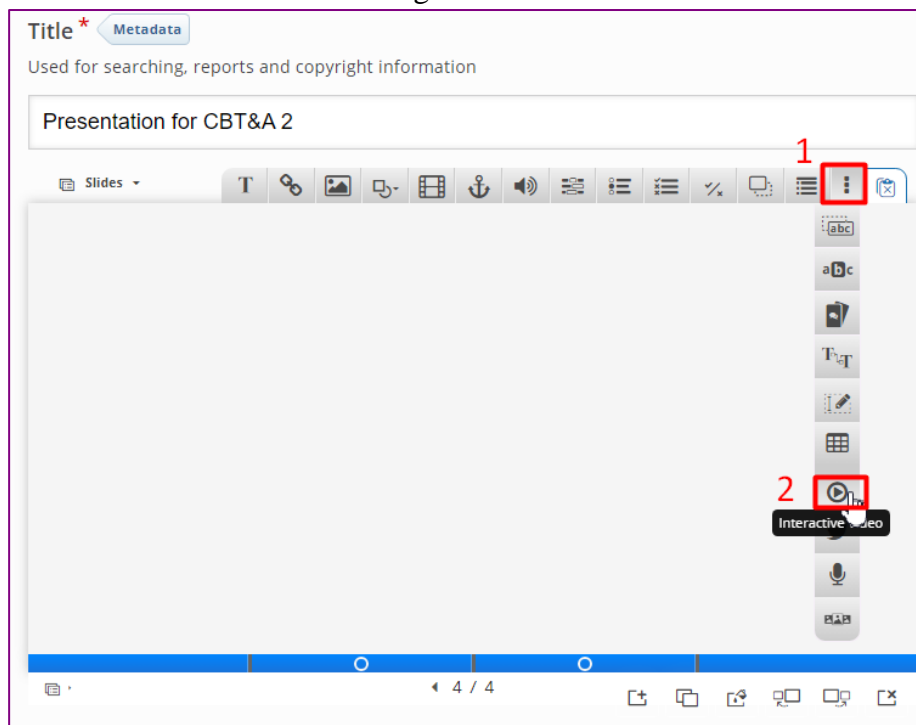 Title * Metadata
Used for searching, reports and copyright information
Presentation for CBT&A 2
1
Slides
T
abc
abc
T T
2
Interactive
4 / 4